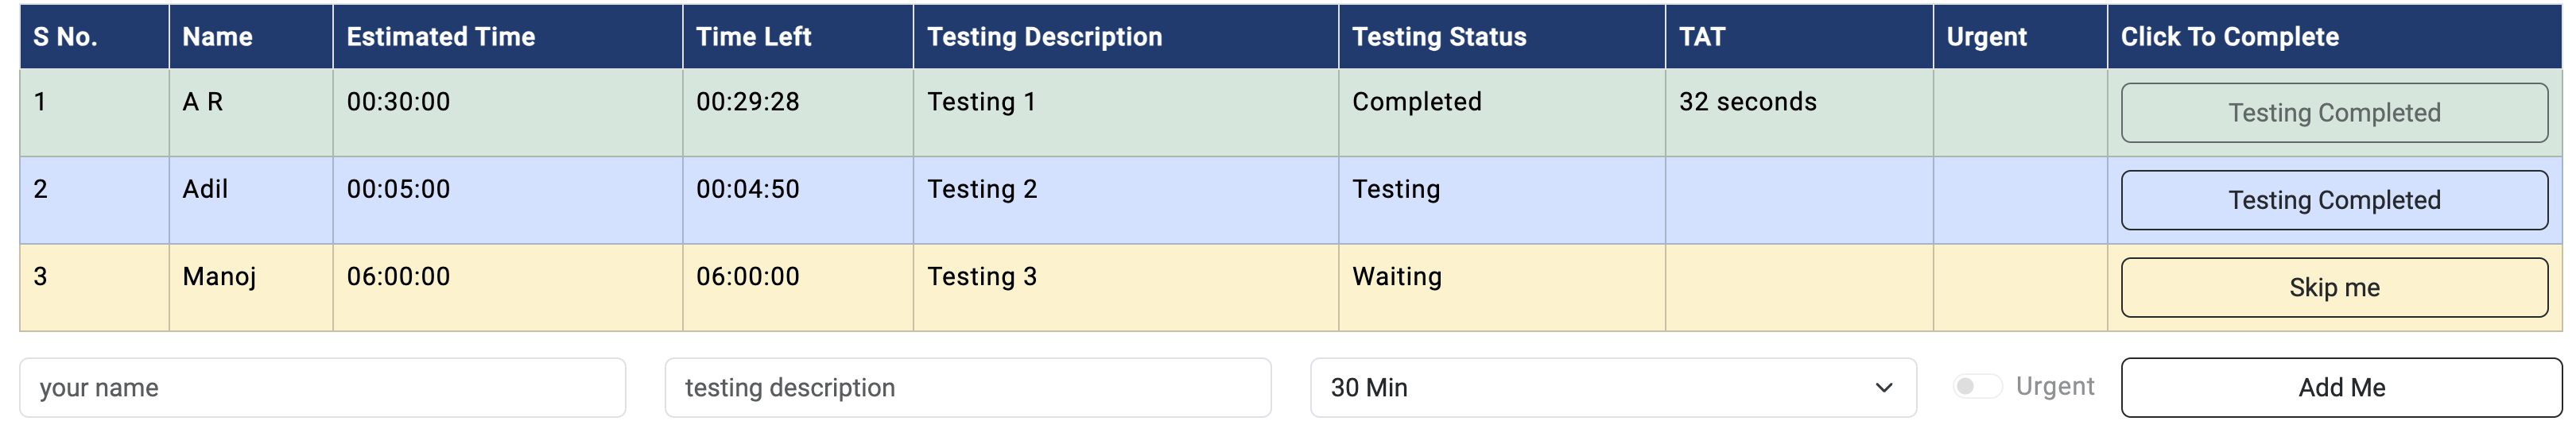 S No. Name Estimated Time Time Left Testing Description Testing Status TAT Urgent Click To Complete
1 A R 00:30:00 00:29:28 Testing 1 Completed 32 seconds Testing Completed
2 Adil 00:05:00 00:04:50 Testing 2 Testing Testing Completed
3 Manoj 06:00:00 06:00:00 Testing 3 Waiting Skip me
your name testing description 30 Min Urgent Add Me